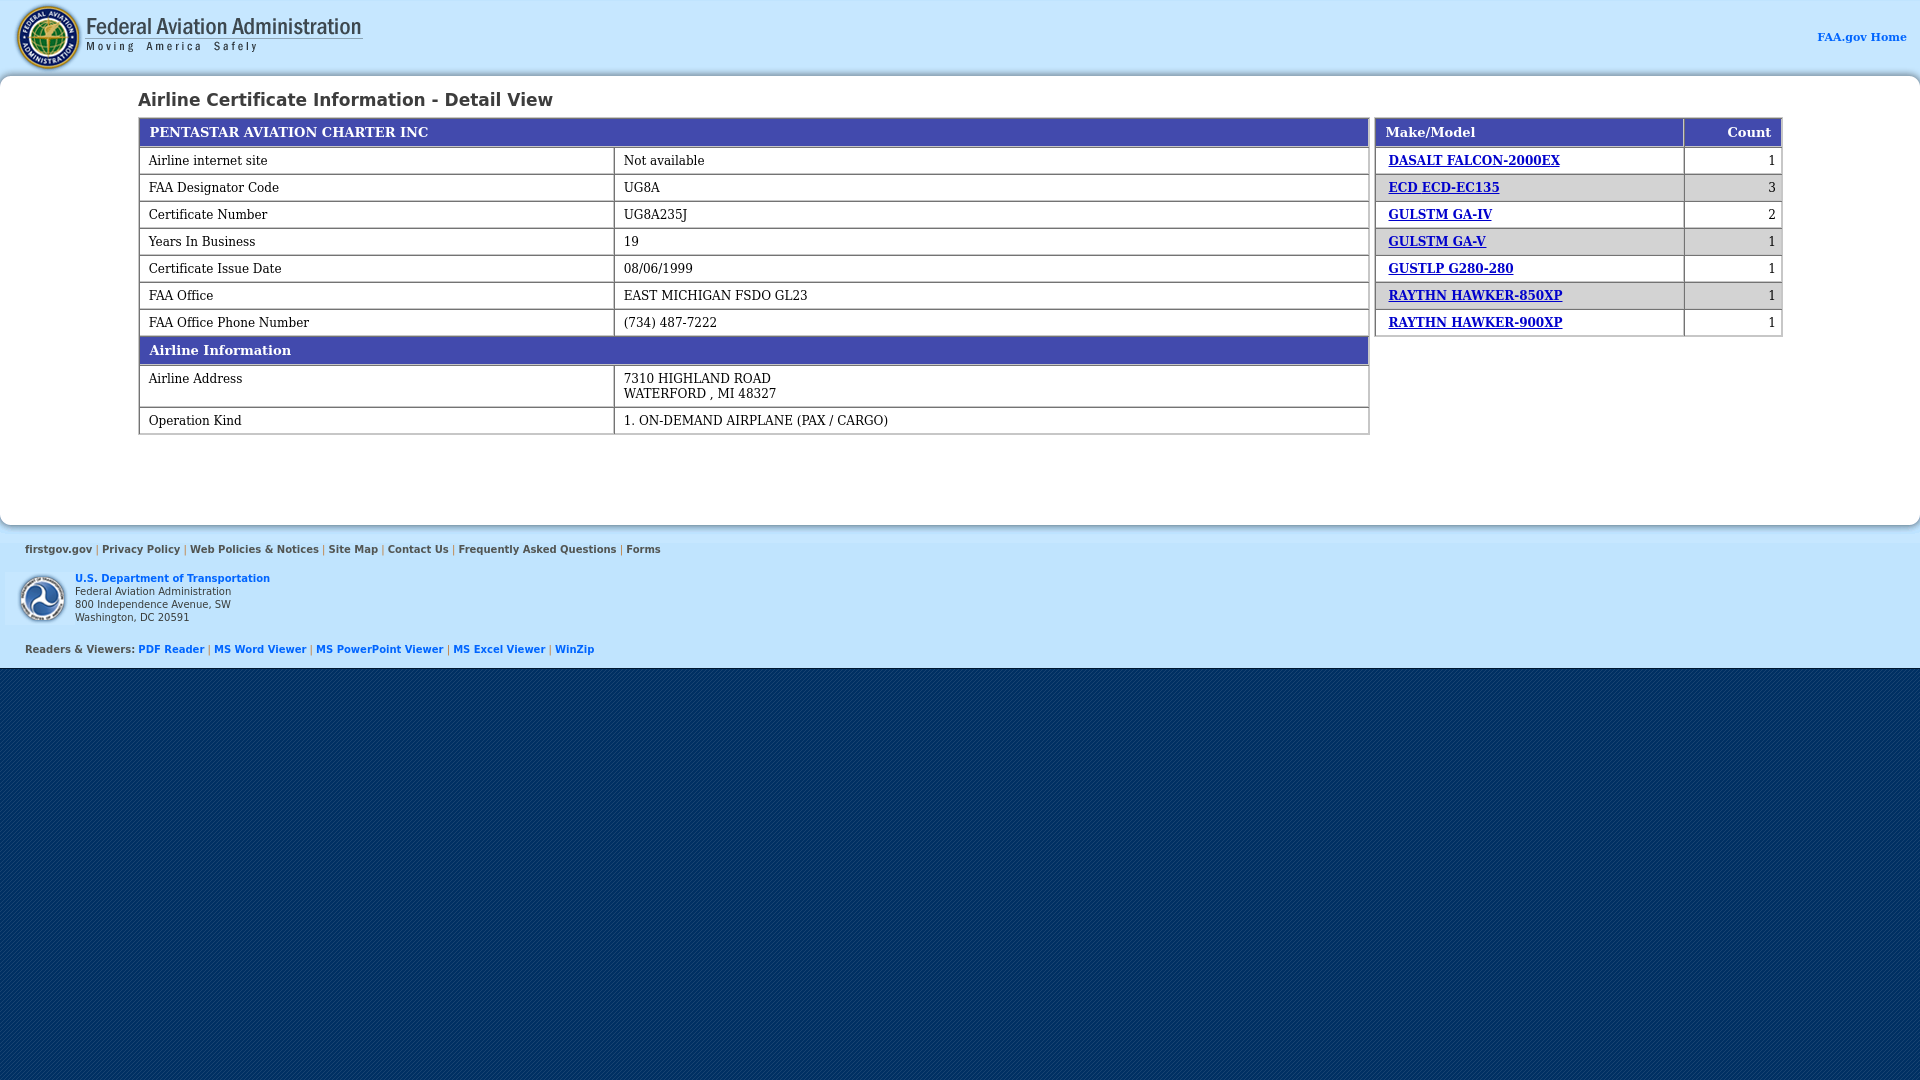 Federal Aviation Administration
Moving America Safely
FAA.gov Home
Airline Certificate Information - Detail View
PENTASTAR AVIATION CHARTER INC
Airline internet site Not available
FAA Designator Code UG8A
Certificate Number UG8A235J
Years In Business 19
Certificate Issue Date 08/06/1999
FAA Office EAST MICHIGAN FSDO GL23
FAA Office Phone Number (734) 487-7222
Airline Information
Airline Address 7310 HIGHLAND ROAD
WATERFORD , MI 48327
Operation Kind 1. ON-DEMAND AIRPLANE (PAX / CARGO)
Make/Model Count
DASALT FALCON-2000EX 1
ECD ECD-EC135 3
GULSTM GA-IV 2
GULSTM GA-V 1
GUSTLP G280-280 1
RAYTHN HAWKER-850XP 1
RAYTHN HAWKER-900XP 1
firstgov.gov | Privacy Policy | Web Policies & Notices | Site Map | Contact Us | Frequently Asked Questions | Forms
U.S. Department of Transportation
Federal Aviation Administration
800 Independence Avenue, SW
Washington, DC 20591
Readers & Viewers: PDF Reader | MS Word Viewer | MS PowerPoint Viewer | MS Excel Viewer | WinZip